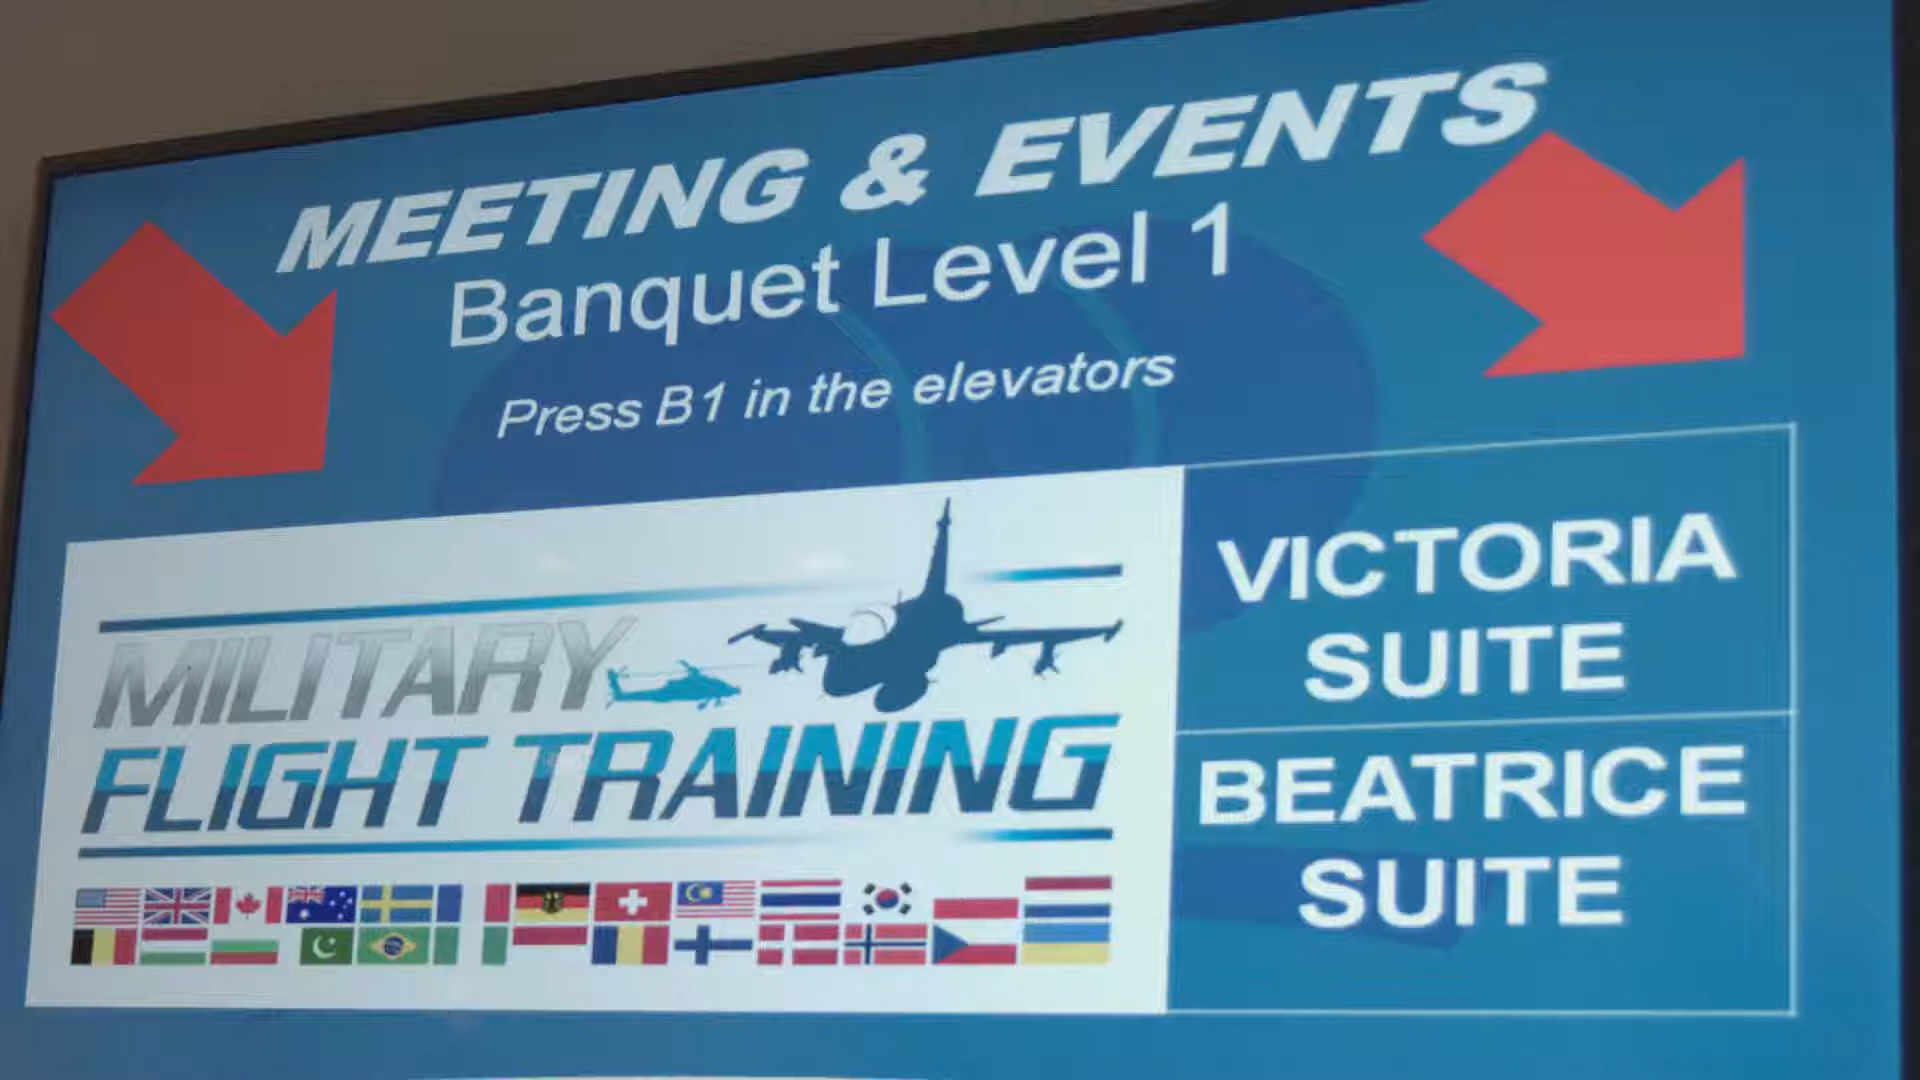 MEETING & EVENTS
Banquet Level 1
Press B1 in the elevators
MILITARY
FLIGHT TRAINING
VICTORIA
SUITE
BEATRICE
SUITE